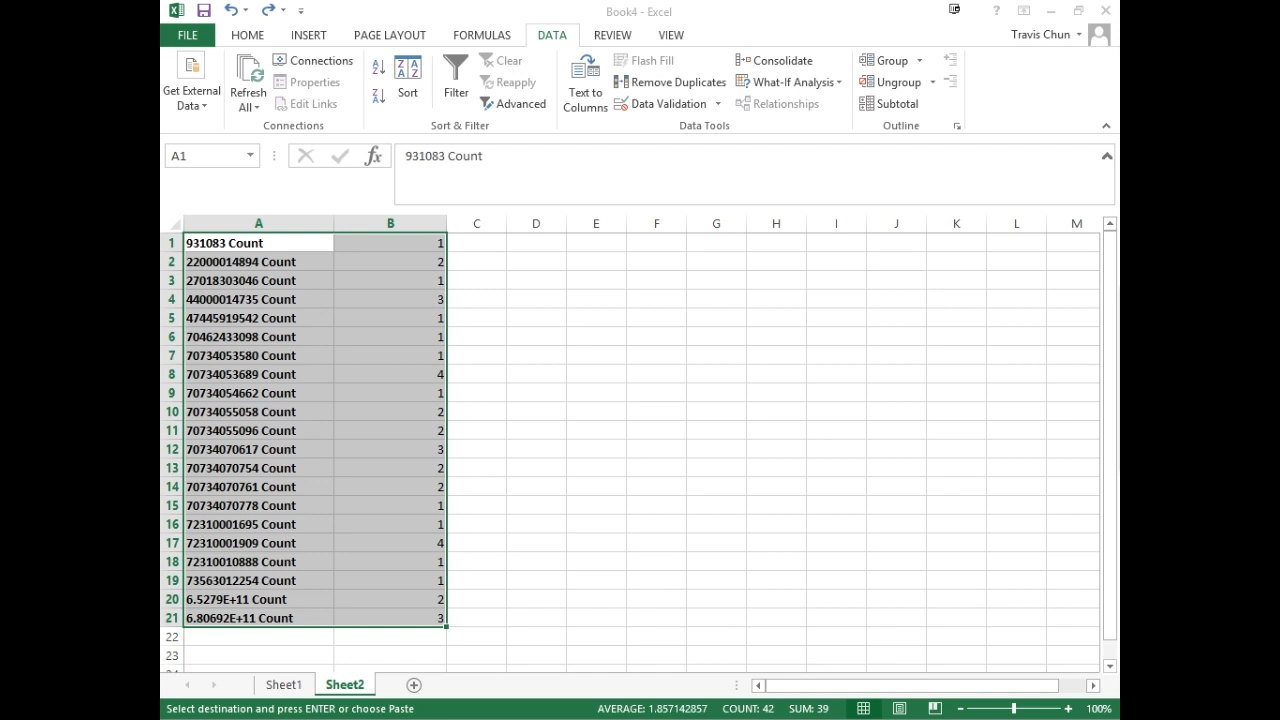 Book4 - Excel
?
FILE HOME INSERT PAGE LAYOUT FORMULAS DATA REVIEW VIEW Travis Chun
Get External Data
Refresh All
Connections
Properties
Edit Links
Connections
Sort
Filter
Clear
Reapply
Advanced
Sort & Filter
Text to Columns
Flash Fill
Remove Duplicates
Data Validation
Consolidate
What-If Analysis
Relationships
Data Tools
Group
Ungroup
Subtotal
Outline
A1 fx 931083 Count
A B C D E F G H I J K L M
1 931083 Count 1
2 22000014894 Count 2
3 27018303046 Count 1
4 44000014735 Count 3
5 47445919542 Count 1
6 70462433098 Count 1
7 70734053580 Count 1
8 70734053689 Count 4
9 70734054662 Count 1
10 70734055058 Count 2
11 70734055096 Count 2
12 70734070617 Count 3
13 70734070754 Count 2
14 70734070761 Count 2
15 70734070778 Count 1
16 72310001695 Count 1
17 72310001909 Count 4
18 72310010888 Count 1
19 73563012254 Count 1
20 6.5279E+11 Count 2
21 6.80692E+11 Count 3
22
23
Sheet1 Sheet2
Select destination and press ENTER or choose Paste AVERAGE: 1.857142857 COUNT: 42 SUM: 39 100%